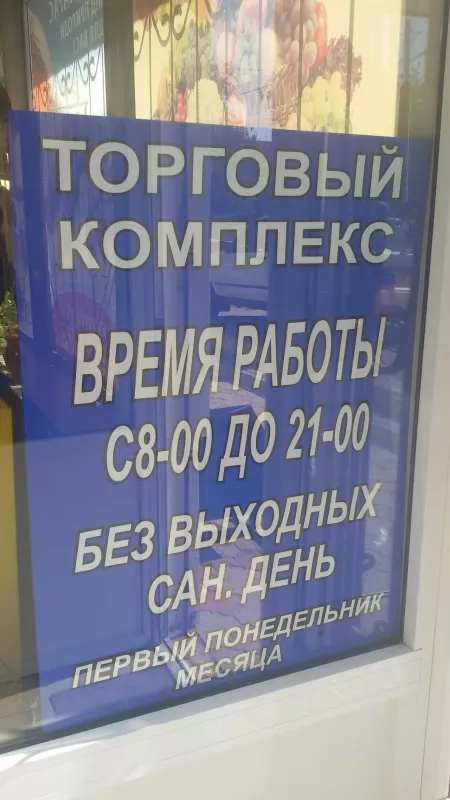 ТОРГОВЫЙ
КОМПЛЕКС
ВРЕМЯ РАБОТЫ
С8-00 ДО 21-00
БЕЗ ВЫХОДНЫХ
САН. ДЕНЬ
ПЕРВЫЙ ПОНЕДЕЛЬНИК
МЕСЯЦА